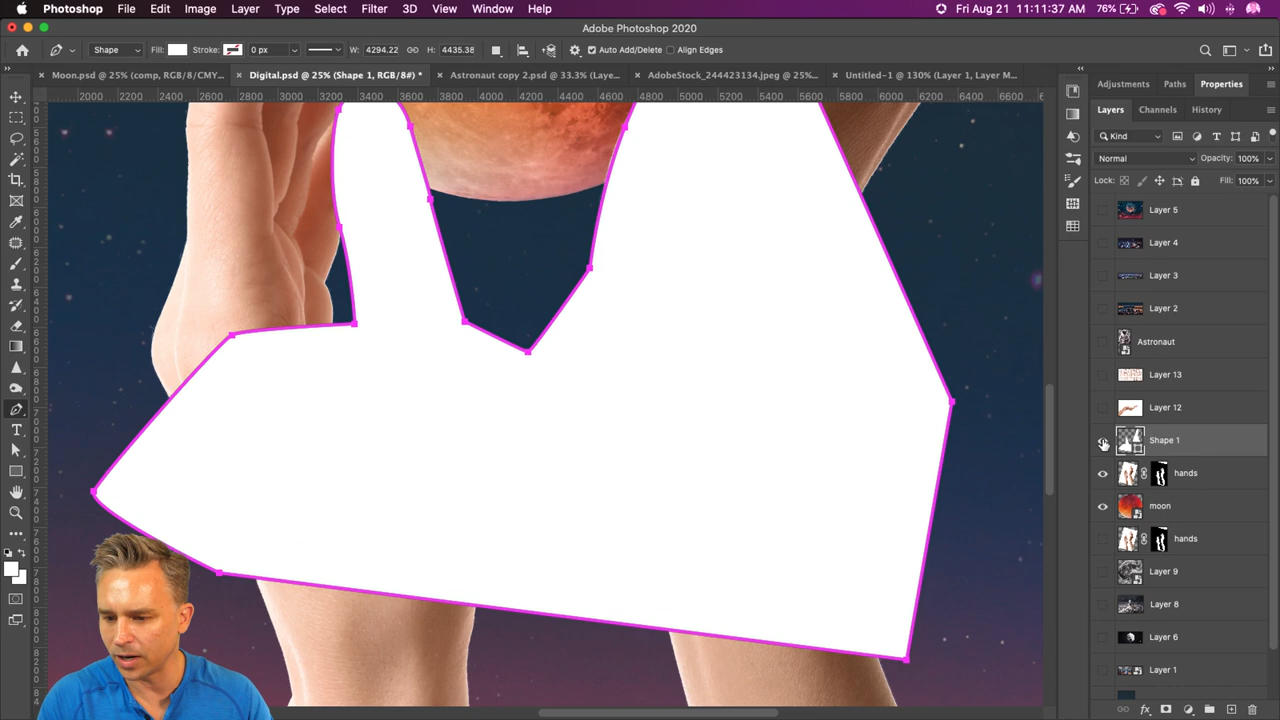 Photoshop File Edit Image Layer Type Select Filter 3D View Window Help 76% Fri Aug 21 11:11:37 AM
Adobe Photoshop 2020
Shape Fill: Stroke: 0 px W: 4294.22 H: 4435.38 Auto Add/Delete Align Edges
Moon.psd @ 25% (comp, RGB/8/CMY... Digital.psd @ 25% (Shape 1, RGB/8#) * Astronaut copy 2.psd @ 33.3% (Laye... AdobeStock_244423134.jpeg @ 25%... Untitled-1 @ 130% (Layer 1, Layer M...
2000 2200 2400 2600 2800 3000 3200 3400 3600 3800 4000 4200 4400 4600 4800 5000 5200 5400 5600 5800 6000 6200 6400 6600
Adjustments Paths Properties
Layers Channels History
Kind
Normal Opacity: 100%
Lock: Fill: 100%
Layer 5
Layer 4
Layer 3
Layer 2
Astronaut
Layer 13
Layer 12
Shape 1
hands
moon
hands
Layer 9
Layer 8
Layer 6
Layer 1